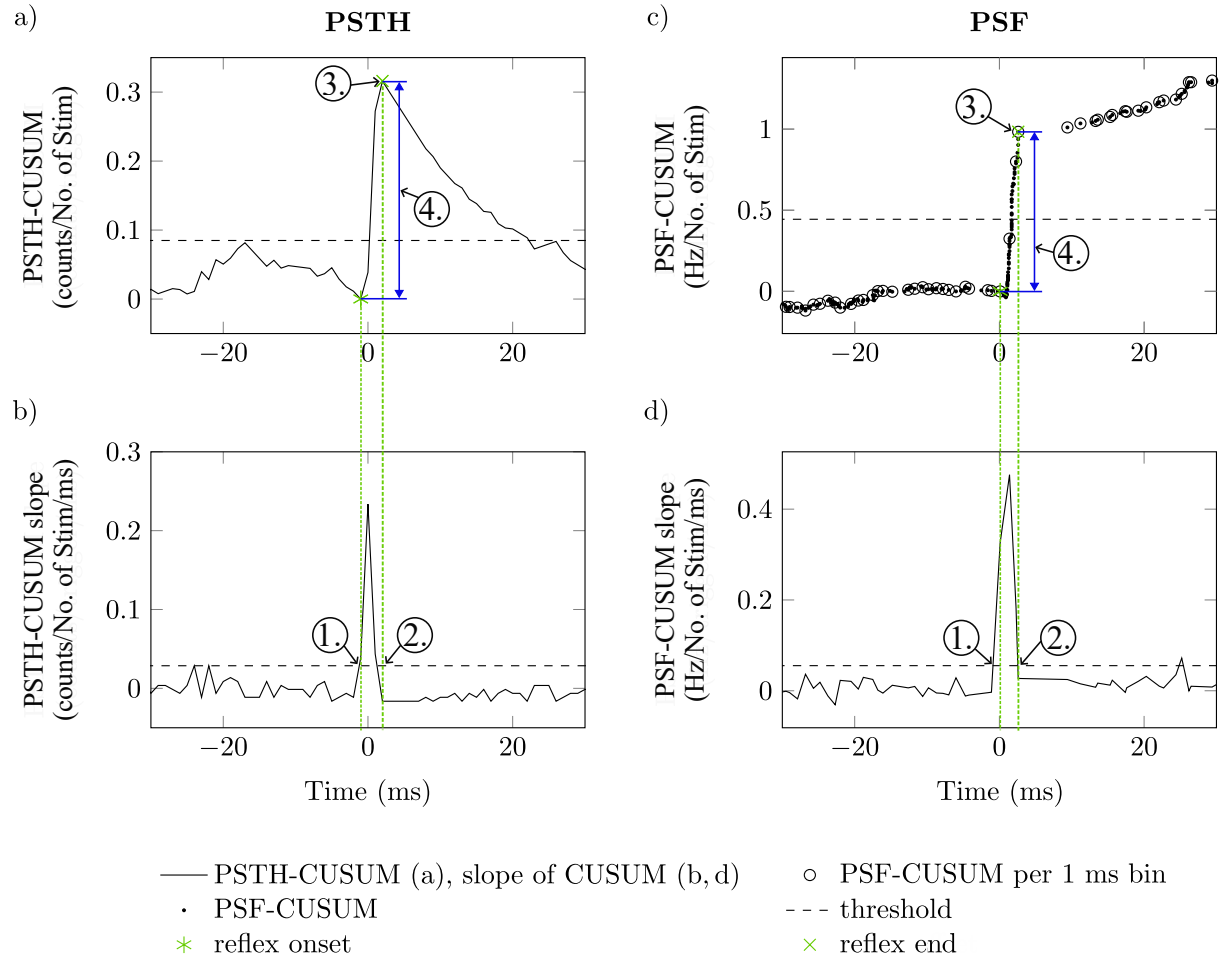 a)
PSTH
PSTH-CUSUM
(counts/No. of Stim)
0.3
0.2
0.1
0
−20
0
20
3.
4.
c)
PSF
PSF-CUSUM
(Hz/No. of Stim)
1
0.5
0
−20
0
20
3.
4.
b)
PSTH-CUSUM slope
(counts/No. of Stim/ms)
0.3
0.2
0.1
0
−20
0
20
1.
2.
Time (ms)
d)
PSF-CUSUM slope
(Hz/No. of Stim/ms)
0.4
0.2
0
−20
0
20
1.
2.
Time (ms)
PSTH-CUSUM (a), slope of CUSUM (b, d)
PSF-CUSUM
reflex onset
PSF-CUSUM per 1 ms bin
threshold
reflex end